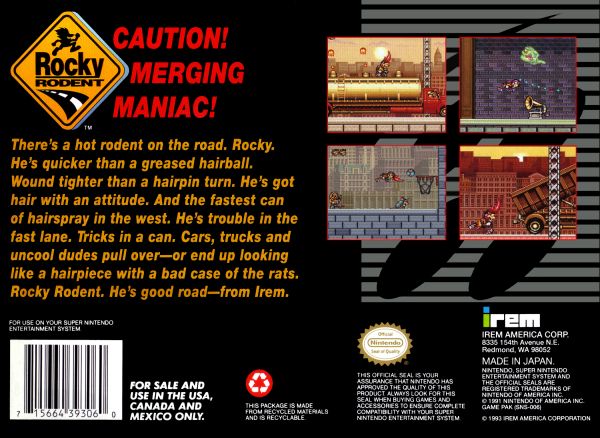 Rocky
RODENT
TM
CAUTION!
MERGING
MANIAC!
There's a hot rodent on the road. Rocky.
He's quicker than a greased hairball.
Wound tighter than a hairpin turn. He's got
hair with an attitude. And the fastest can
of hairspray in the west. He's trouble in the
fast lane. Tricks in a can. Cars, trucks and
uncool dudes pull over—or end up looking
like a hairpiece with a bad case of the rats.
Rocky Rodent. He's good road—from Irem.
FOR USE ON YOUR SUPER NINTENDO
ENTERTAINMENT SYSTEM
7 15664 39306 0
FOR SALE AND
USE IN THE USA,
CANADA AND
MEXICO ONLY.
THIS PACKAGE IS MADE
FROM RECYCLED MATERIALS
AND IS RECYCLABLE.
Official
Nintendo
Seal of Quality
THIS OFFICIAL SEAL IS YOUR
ASSURANCE THAT NINTENDO HAS
APPROVED THE QUALITY OF THIS
PRODUCT. ALWAYS LOOK FOR THIS
SEAL WHEN BUYING GAMES AND
ACCESSORIES TO ENSURE COMPLETE
COMPATIBILITY WITH YOUR SUPER
NINTENDO ENTERTAINMENT SYSTEM
irem
IREM AMERICA CORP.
8335 154th Avenue N.E.
Redmond, WA 98052
MADE IN JAPAN.
NINTENDO, SUPER NINTENDO
ENTERTAINMENT SYSTEM AND
THE OFFICIAL SEALS ARE
REGISTERED TRADEMARKS OF
NINTENDO OF AMERICA INC.
© 1991 NINTENDO OF AMERICA INC.
GAME PAK (SNS-006)
© 1993 IREM AMERICA CORPORATION